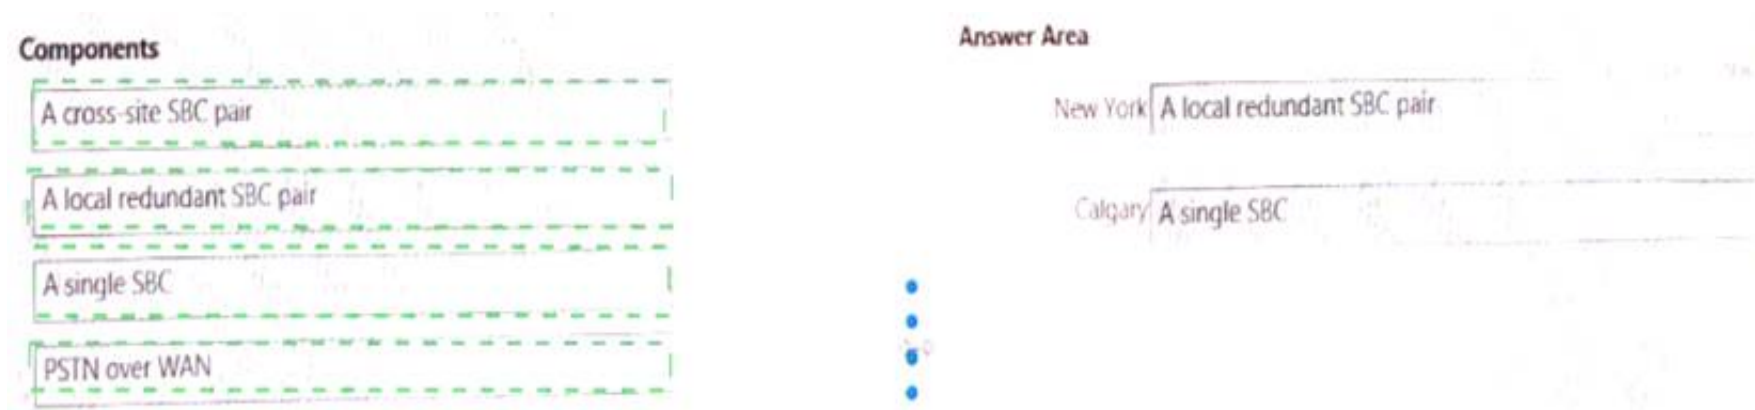 Components
A cross-site SBC pair
A local redundant SBC pair
A single SBC
PSTN over WAN
Answer Area
New York A local redundant SBC pair
Calgary A single SBC